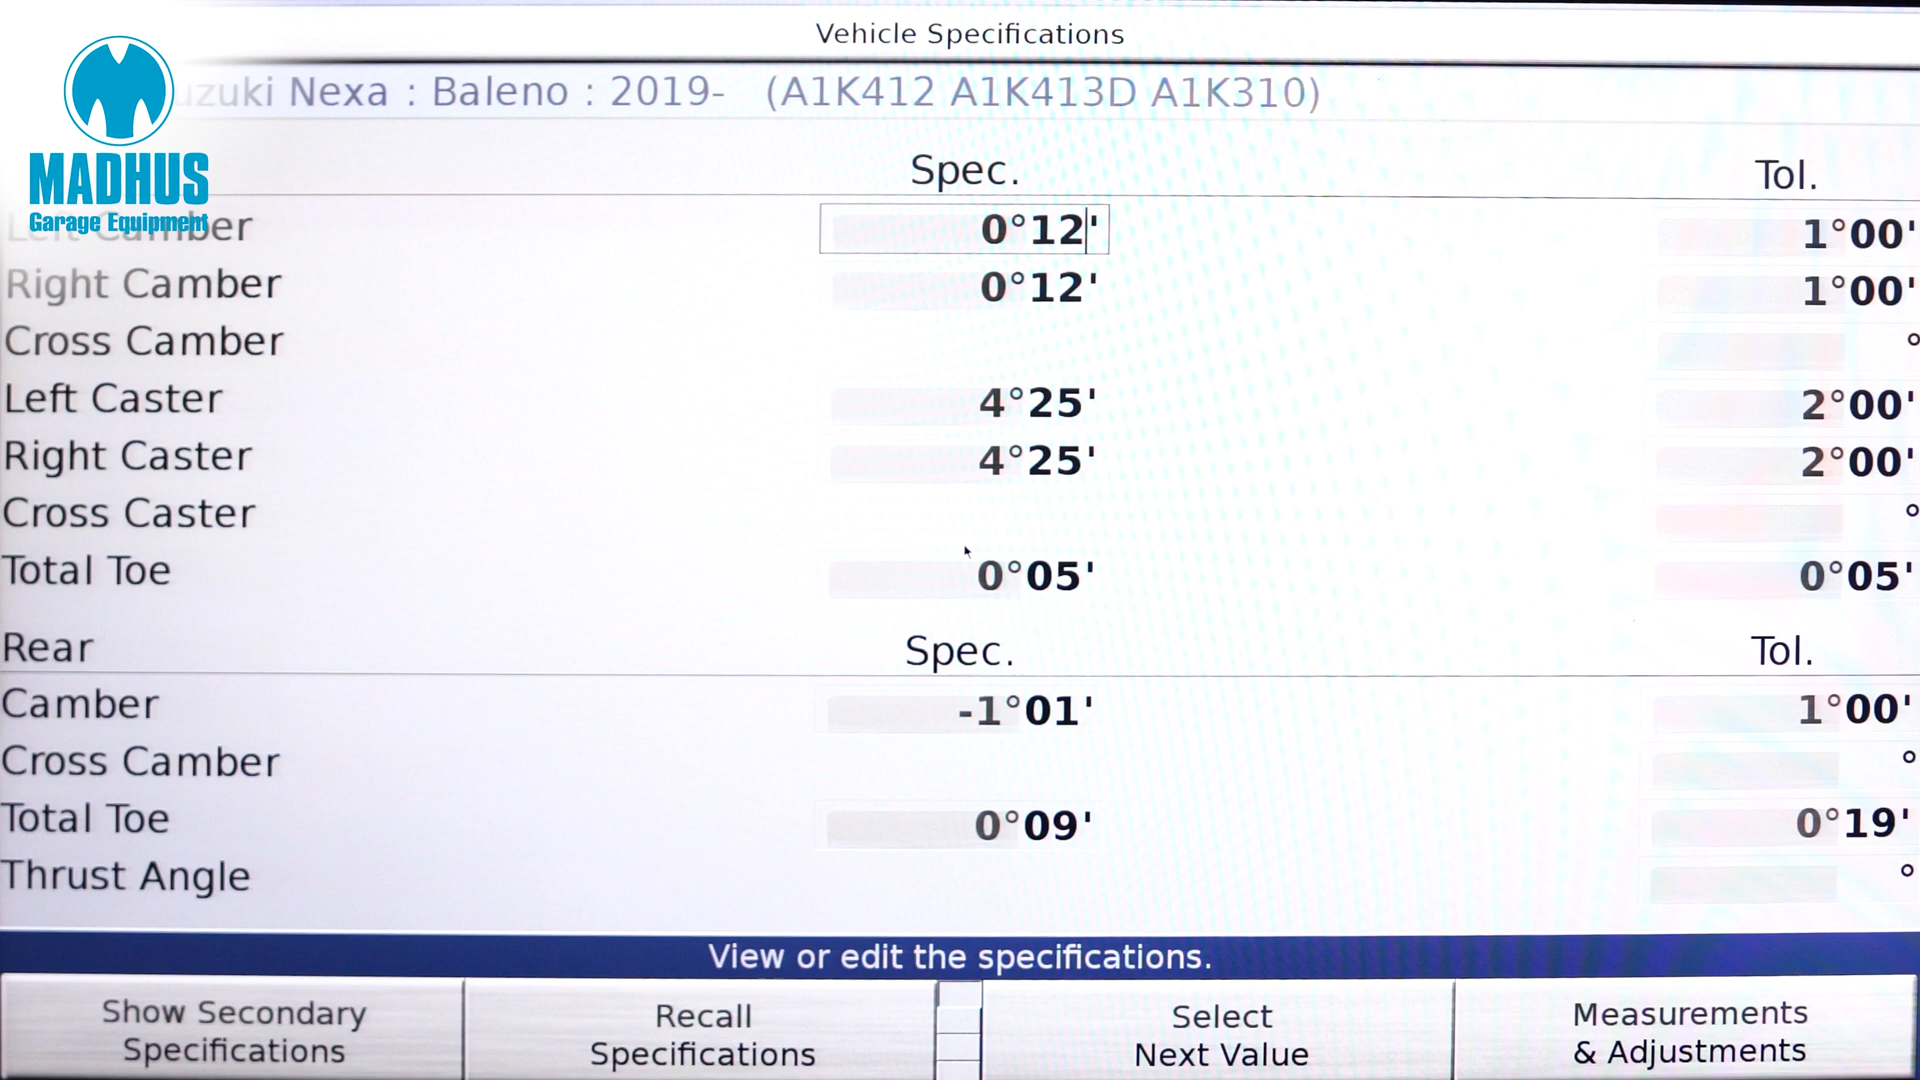 Vehicle Specifications
uzuki Nexa : Baleno : 2019- (A1K412 A1K413D A1K310)
MADHUS
Garage Equipment
Spec. Tol.
Left Camber 0°12' 1°00'
Right Camber 0°12' 1°00'
Cross Camber °
Left Caster 4°25' 2°00'
Right Caster 4°25' 2°00'
Cross Caster °
Total Toe 0°05' 0°05'
Rear Spec. Tol.
Camber -1°01' 1°00'
Cross Camber °
Total Toe 0°09' 0°19'
Thrust Angle °
View or edit the specifications.
Show Secondary
Specifications
Recall
Specifications
Select
Next Value
Measurements
& Adjustments